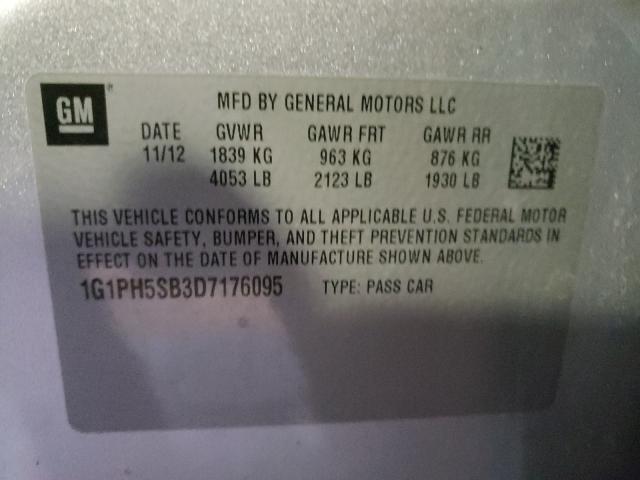 GM
MFD BY GENERAL MOTORS LLC
DATE GVWR GAWR FRT GAWR RR
11/12 1839 KG 963 KG 876 KG
4053 LB 2123 LB 1930 LB
THIS VEHICLE CONFORMS TO ALL APPLICABLE U.S. FEDERAL MOTOR
VEHICLE SAFETY, BUMPER, AND THEFT PREVENTION STANDARDS IN
EFFECT ON THE DATE OF MANUFACTURE SHOWN ABOVE.
1G1PH5SB3D7176095 TYPE: PASS CAR